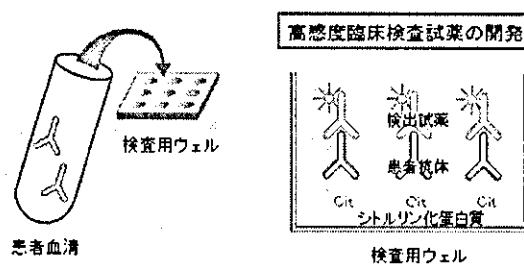 高感度臨床検査試薬の開発
検査用ウェル
患者血清
検出試薬
患者抗体
Cit Cit Cit
シトルリン化蛋白質
検査用ウェル